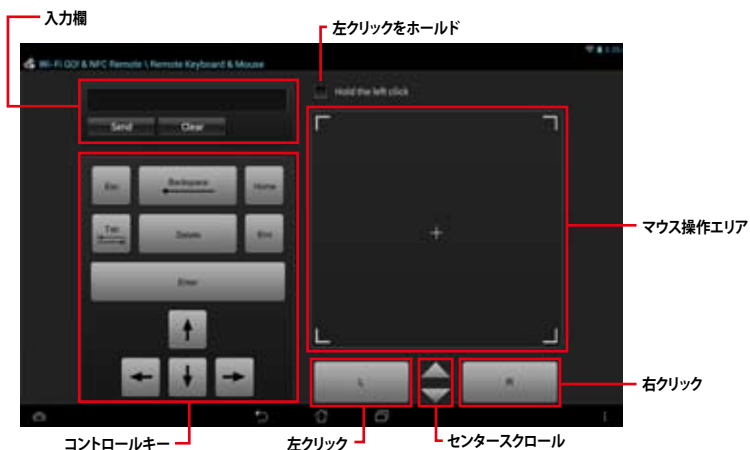 入力欄
左クリックをホールド
Wi-Fi GO! & NFC Remote \ Remote Keyboard & Mouse
Hold the left click
Send Clear
Esc Backspace Home
マウス操作エリア
Tab Delete
Enter
L R
右クリック
コントロールキー 左クリック センタースクロール